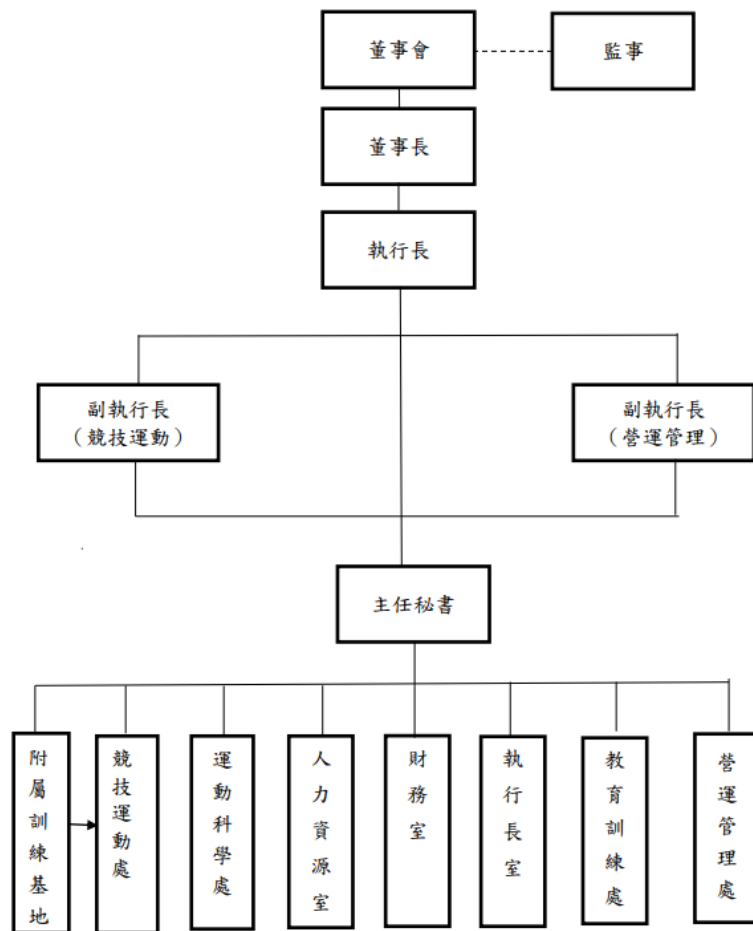 董事會
監事
董事長
執行長
副執行長
（競技運動）
副執行長
（營運管理）
主任秘書
附屬訓練基地
競技運動處
運動科學處
人力資源室
財務室
執行長室
教育訓練處
營運管理處